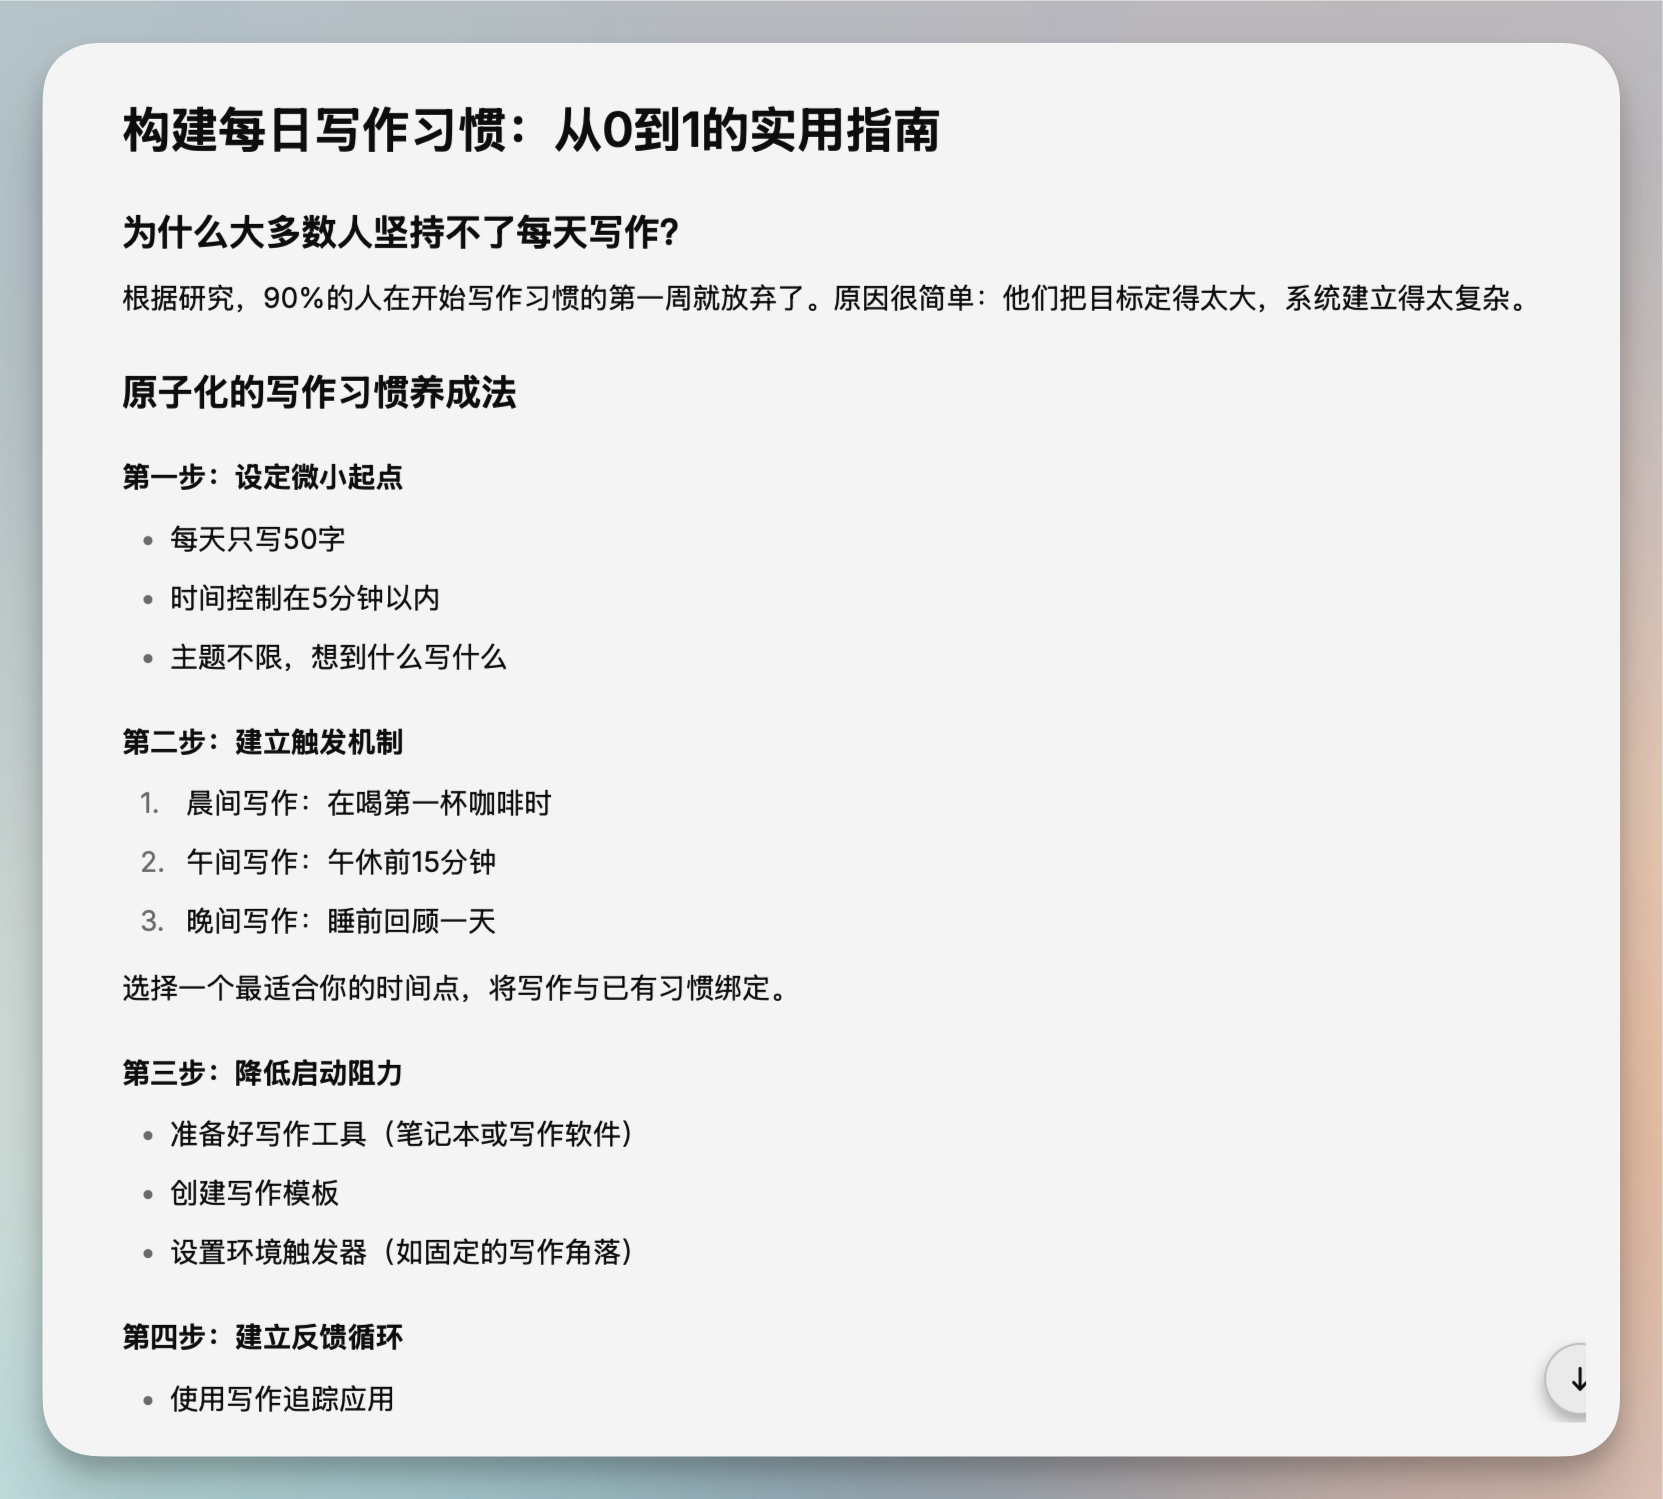 构建每日写作习惯：从0到1的实用指南
为什么大多数人坚持不了每天写作？
根据研究，90%的人在开始写作习惯的第一周就放弃了。原因很简单：他们把目标定得太大，系统建立得太复杂。
原子化的写作习惯养成法
第一步：设定微小起点
• 每天只写50字
• 时间控制在5分钟以内
• 主题不限，想到什么写什么
第二步：建立触发机制
1. 晨间写作：在喝第一杯咖啡时
2. 午间写作：午休前15分钟
3. 晚间写作：睡前回顾一天
选择一个最适合你的时间点，将写作与已有习惯绑定。
第三步：降低启动阻力
• 准备好写作工具（笔记本或写作软件）
• 创建写作模板
• 设置环境触发器（如固定的写作角落）
第四步：建立反馈循环
• 使用写作追踪应用